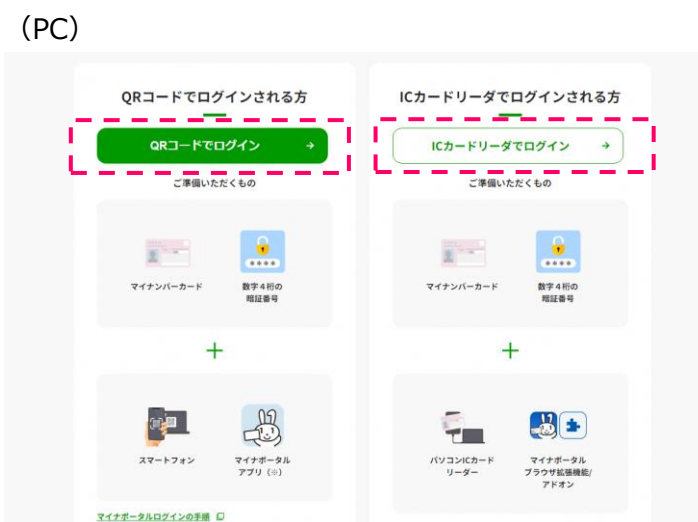 （PC）
QRコードでログインされる方
QRコードでログイン →
ご準備いただくもの
マイナンバーカード
数字４桁の
暗証番号
+
スマートフォン
マイナポータル
アプリ（※）
マイナポータルログインの手順
ICカードリーダでログインされる方
ICカードリーダでログイン →
ご準備いただくもの
マイナンバーカード
数字４桁の
暗証番号
+
パソコンICカード
リーダー
マイナポータル
ブラウザ拡張機能/
アドオン